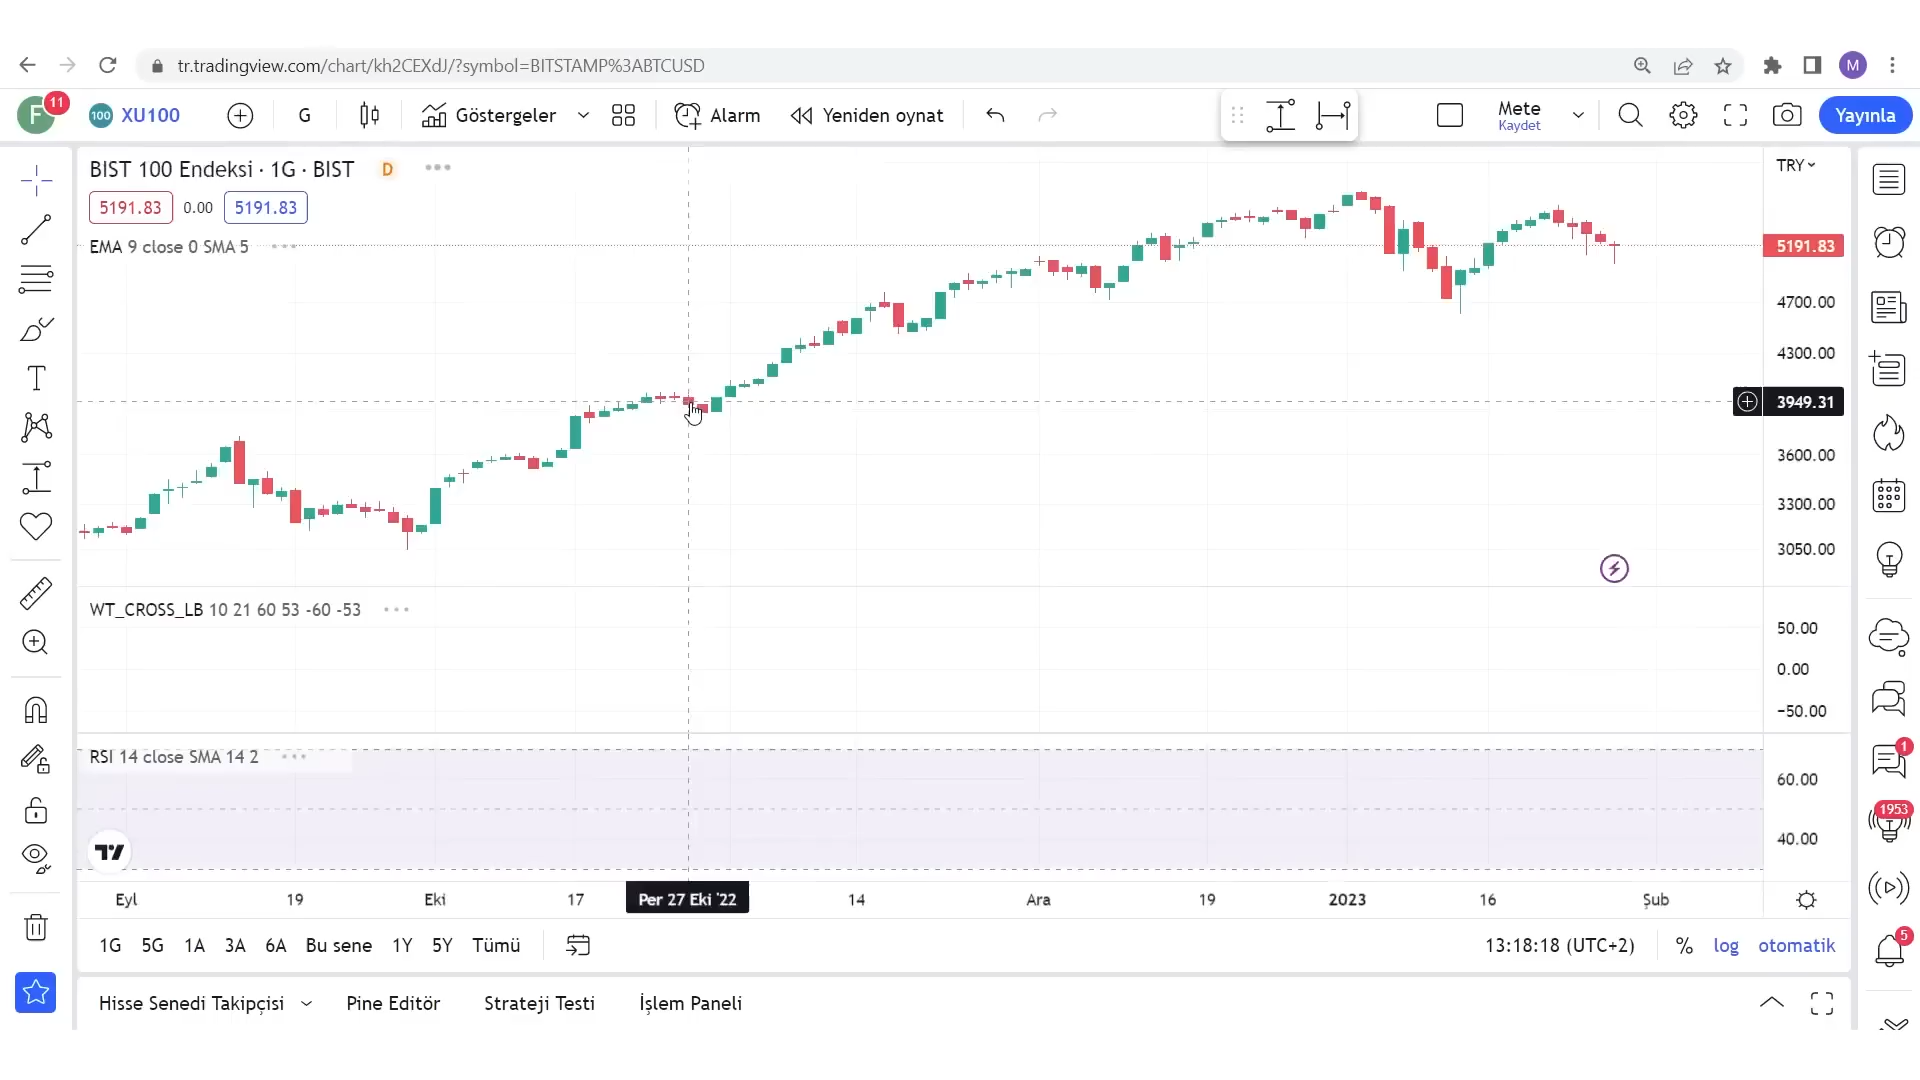 tr.tradingview.com/chart/kh2CEXdJ/?symbol=BITSTAMP%3ABTCUSD
M
F
11
100
XU100
G
Göstergeler
Alarm
Yeniden oynat
Mete
Kaydet
Yayınla
BIST 100 Endeksi · 1G · BIST
D
TRY
5191.83
0.00
5191.83
EMA 9 close 0 SMA 5
5191.83
4700.00
4300.00
3949.31
3600.00
3300.00
3050.00
WT_CROSS_LB 10 21 60 53 -60 -53
50.00
0.00
−50.00
RSI 14 close SMA 14 2
60.00
40.00
1
1953
5
Eyl
19
Eki
17
Per 27 Eki '22
14
Ara
19
2023
16
Şub
1G
5G
1A
3A
6A
Bu sene
1Y
5Y
Tümü
13:18:18 (UTC+2)
%
log
otomatik
Hisse Senedi Takipçisi
Pine Editör
Strateji Testi
İşlem Paneli